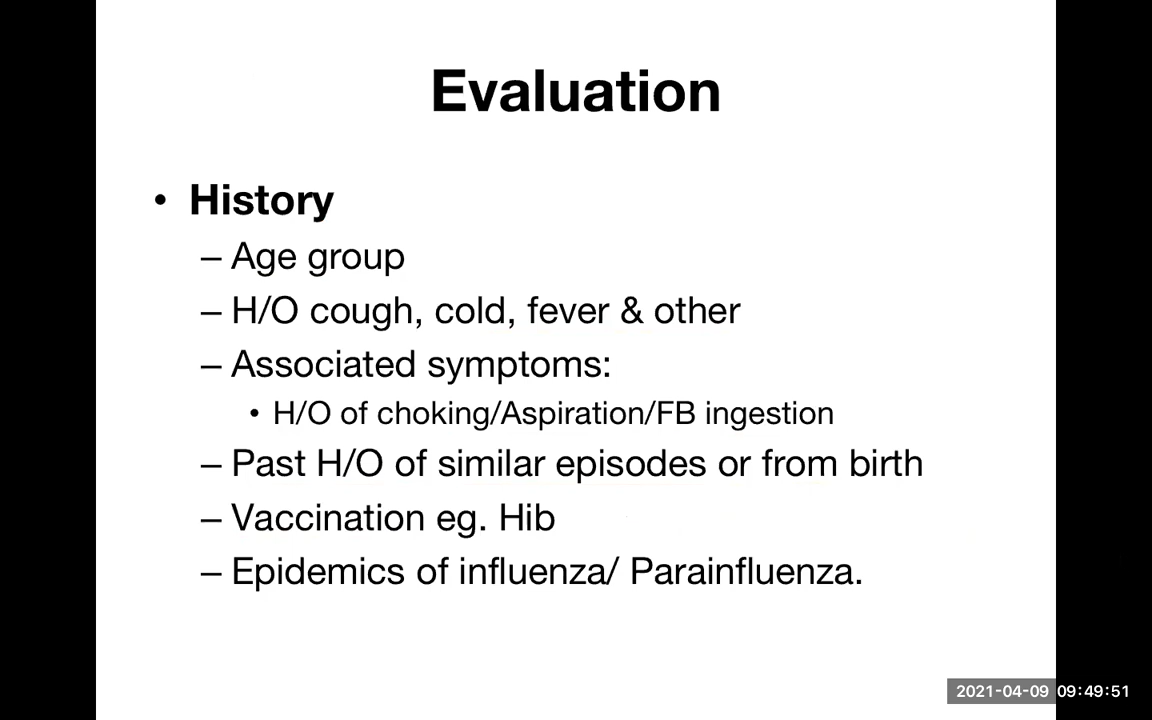 Evaluation
• History
– Age group
– H/O cough, cold, fever & other
– Associated symptoms:
• H/O of choking/Aspiration/FB ingestion
– Past H/O of similar episodes or from birth
– Vaccination eg. Hib
– Epidemics of influenza/ Parainfluenza.
2021-04-09 09:49:51